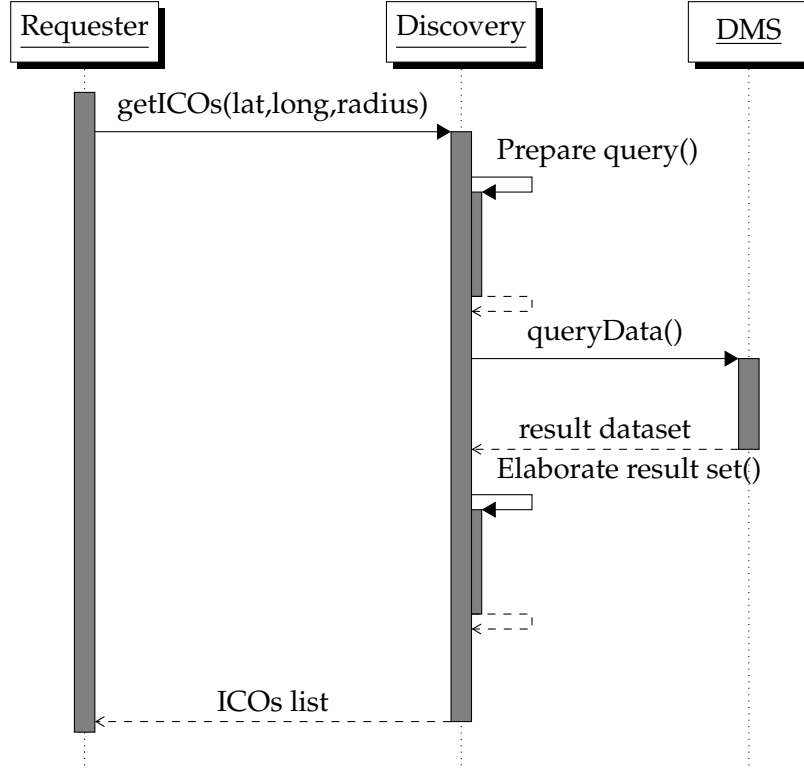 Requester
Discovery
DMS
getICOs(lat,long,radius)
Prepare query()
queryData()
result dataset
Elaborate result set()
ICOs list